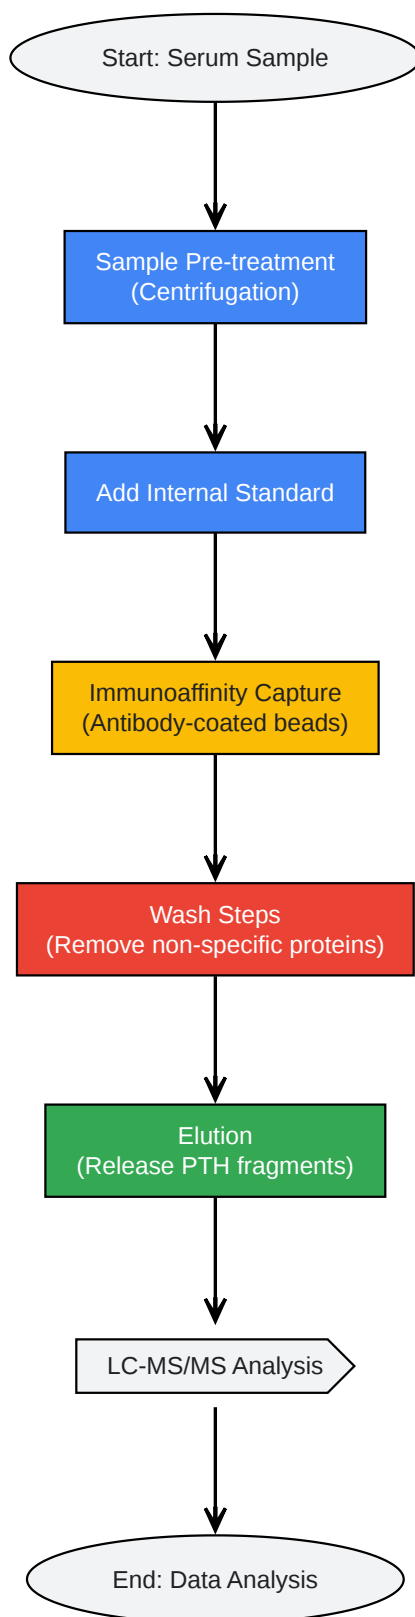 Start: Serum Sample
Sample Pre-treatment
(Centrifugation)
Add Internal Standard
Immunoaffinity Capture
(Antibody-coated beads)
Wash Steps
(Remove non-specific proteins)
Elution
(Release PTH fragments)
LC-MS/MS Analysis
End: Data Analysis